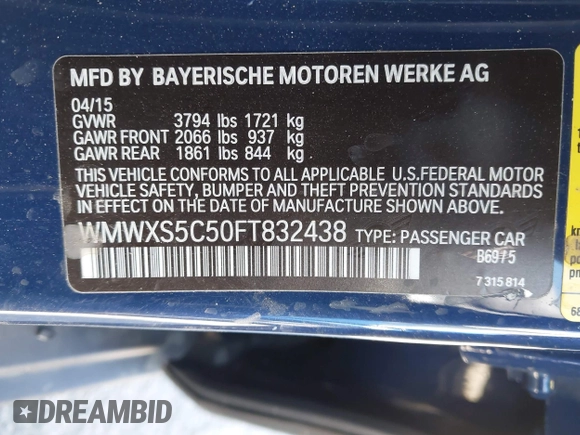 MFD BY BAYERISCHE MOTOREN WERKE AG
04/15
GVWR 3794 lbs 1721 kg
GAWR FRONT 2066 lbs 937 kg
GAWR REAR 1861 lbs 844 kg
THIS VEHICLE CONFORMS TO ALL APPLICABLE U.S.FEDERAL MOTOR
VEHICLE SAFETY, BUMPER AND THEFT PREVENTION STANDARDS
IN EFFECT ON THE DATE OF MANUFACTURE SHOWN ABOVE.
WMWXS5C50FT832438 TYPE: PASSENGER CAR
7 315 814
68
DREAMBID